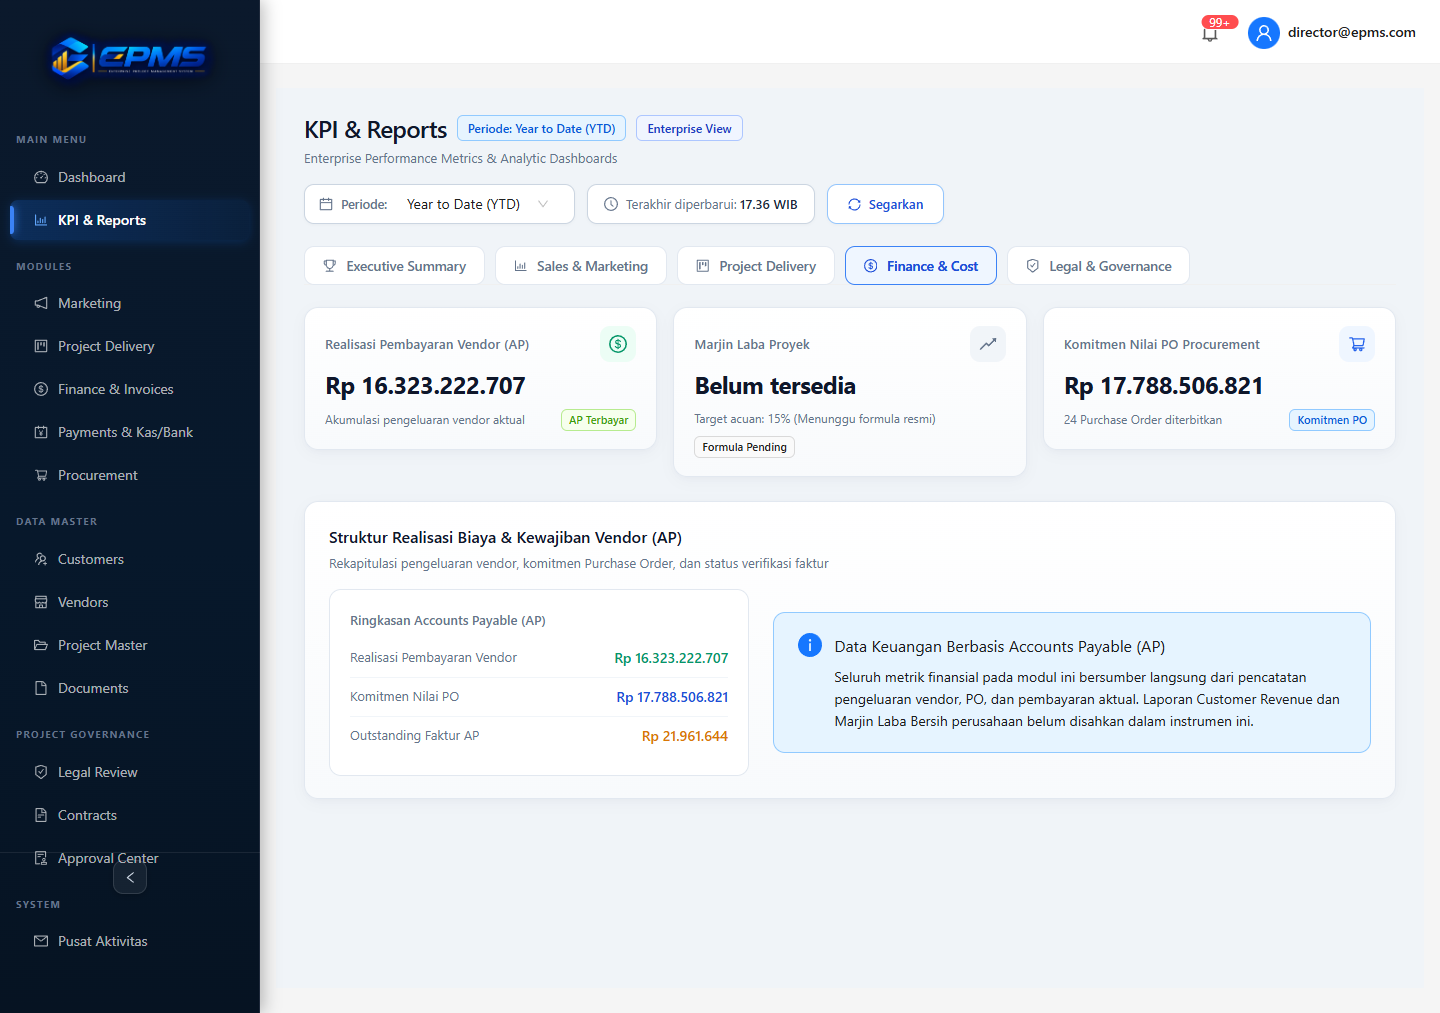 EPMS
MAIN MENU
Dashboard
KPI & Reports
MODULES
Marketing
Project Delivery
Finance & Invoices
Payments & Kas/Bank
Procurement
DATA MASTER
Customers
Vendors
Project Master
Documents
PROJECT GOVERNANCE
Legal Review
Contracts
Approval Center
SYSTEM
Pusat Aktivitas
99+
director@epms.com
KPI & Reports
Periode: Year to Date (YTD)
Enterprise View
Enterprise Performance Metrics & Analytic Dashboards
Periode: Year to Date (YTD)
Terakhir diperbarui: 17.36 WIB
Segarkan
Executive Summary
Sales & Marketing
Project Delivery
Finance & Cost
Legal & Governance
Realisasi Pembayaran Vendor (AP)
Rp 16.323.222.707
Akumulasi pengeluaran vendor aktual
AP Terbayar
Marjin Laba Proyek
Belum tersedia
Target acuan: 15% (Menunggu formula resmi)
Formula Pending
Komitmen Nilai PO Procurement
Rp 17.788.506.821
24 Purchase Order diterbitkan
Komitmen PO
Struktur Realisasi Biaya & Kewajiban Vendor (AP)
Rekapitulasi pengeluaran vendor, komitmen Purchase Order, dan status verifikasi faktur
Ringkasan Accounts Payable (AP)
Realisasi Pembayaran Vendor Rp 16.323.222.707
Komitmen Nilai PO Rp 17.788.506.821
Outstanding Faktur AP Rp 21.961.644
Data Keuangan Berbasis Accounts Payable (AP)
Seluruh metrik finansial pada modul ini bersumber langsung dari pencatatan
pengeluaran vendor, PO, dan pembayaran aktual. Laporan Customer Revenue dan
Marjin Laba Bersih perusahaan belum disahkan dalam instrumen ini.